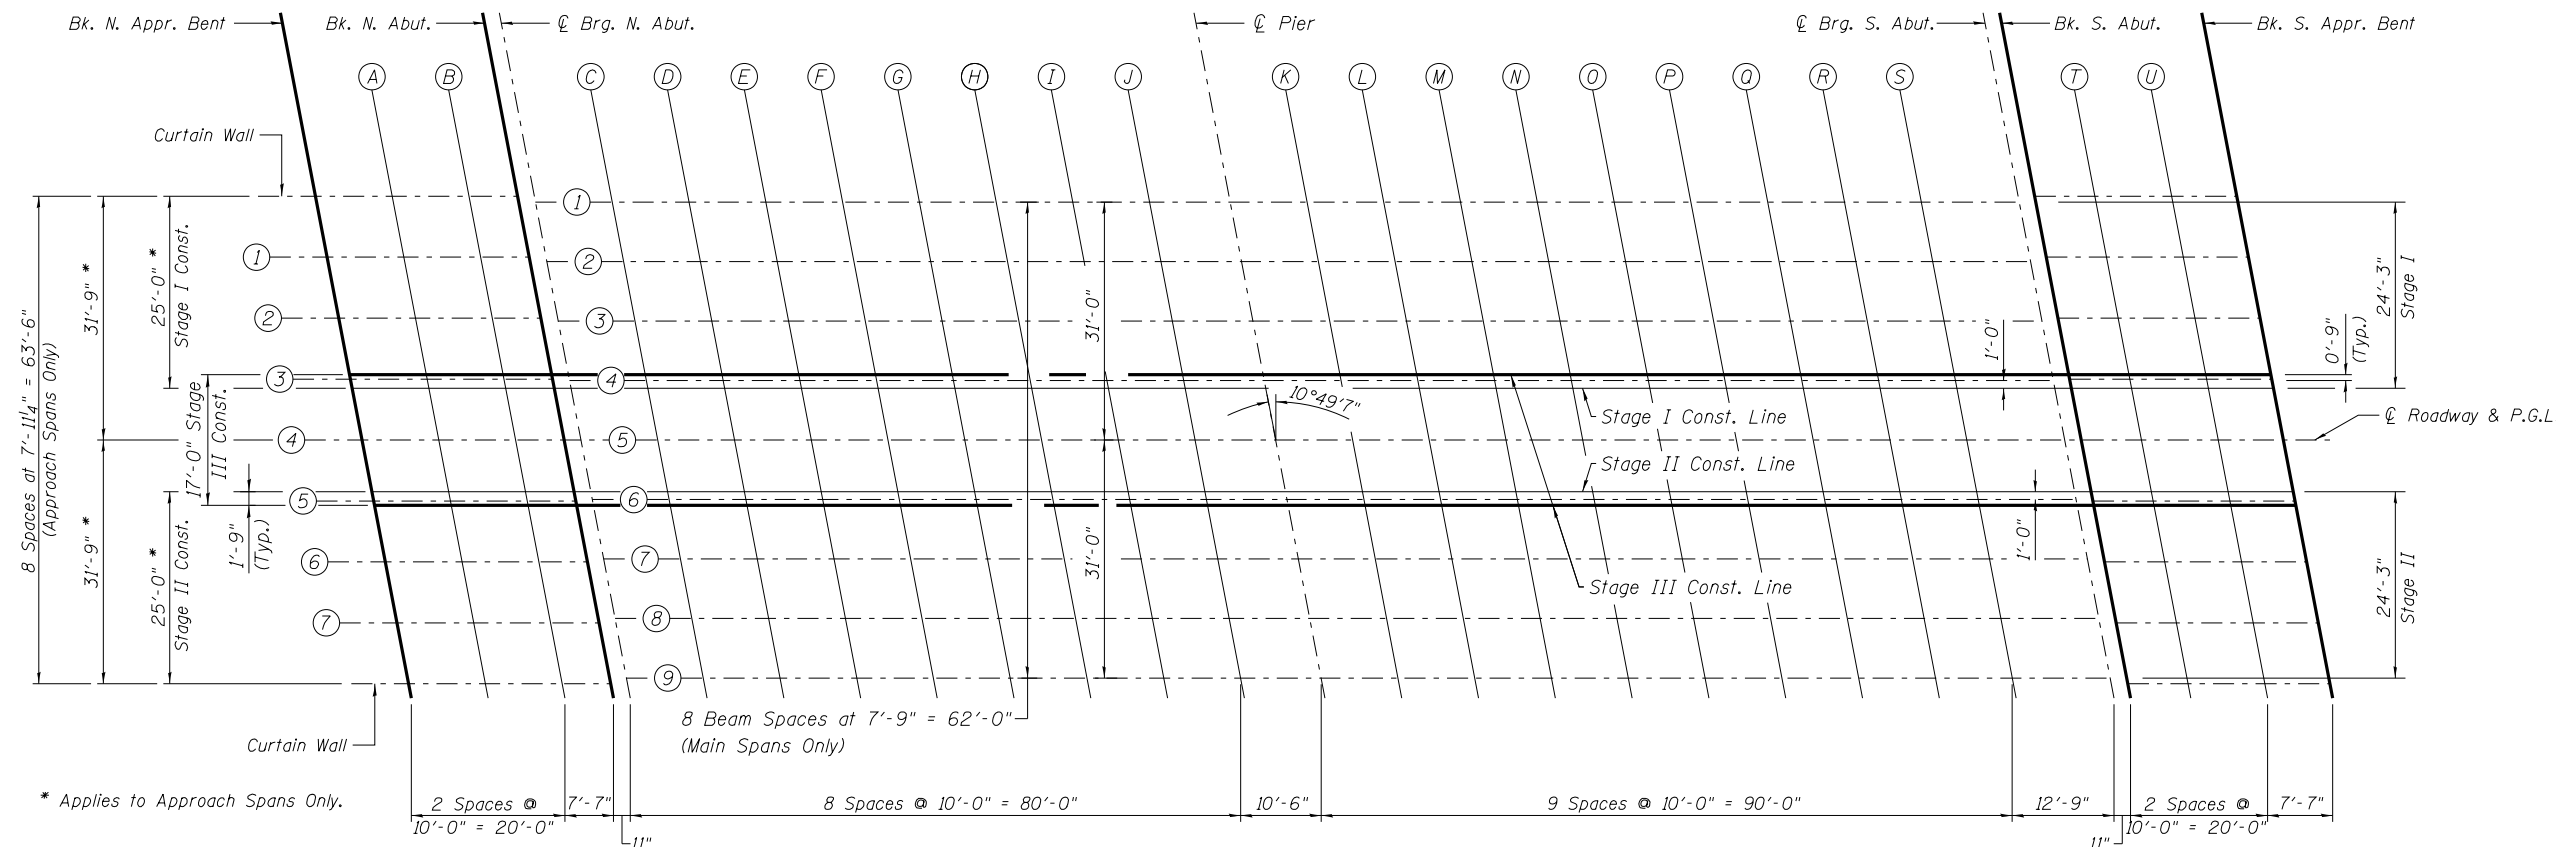 Bk. N. Appr. Bent
Bk. N. Abut.
℄ Brg. N. Abut.
℄ Pier
℄ Brg. S. Abut.
Bk. S. Abut.
Bk. S. Appr. Bent
A B C D E F G H I J K L M N O P Q R S T U
Curtain Wall
8 Spaces at 7'-11¼" = 63'-6"
(Approach Spans Only)
31'-9" *
31'-9" *
25'-0" *
Stage I Const.
25'-0" *
Stage II Const.
17'-0" Stage
III Const.
1'-9"
(Typ.)
1
2
3
4
5
6
7
1
2
3
4
5
6
7
8
9
31'-0"
31'-0"
10°49'7"
1'-0"
Stage I Const. Line
Stage II Const. Line
Stage III Const. Line
1'-0"
24'-3"
Stage I
0'-9"
(Typ.)
℄ Roadway & P.G.L
24'-3"
Stage II
8 Beam Spaces at 7'-9" = 62'-0"
(Main Spans Only)
Curtain Wall
* Applies to Approach Spans Only.
2 Spaces @
10'-0" = 20'-0"
7'-7"
11"
8 Spaces @ 10'-0" = 80'-0"
10'-6"
9 Spaces @ 10'-0" = 90'-0"
12'-9"
11"
2 Spaces @
10'-0" = 20'-0"
7'-7"